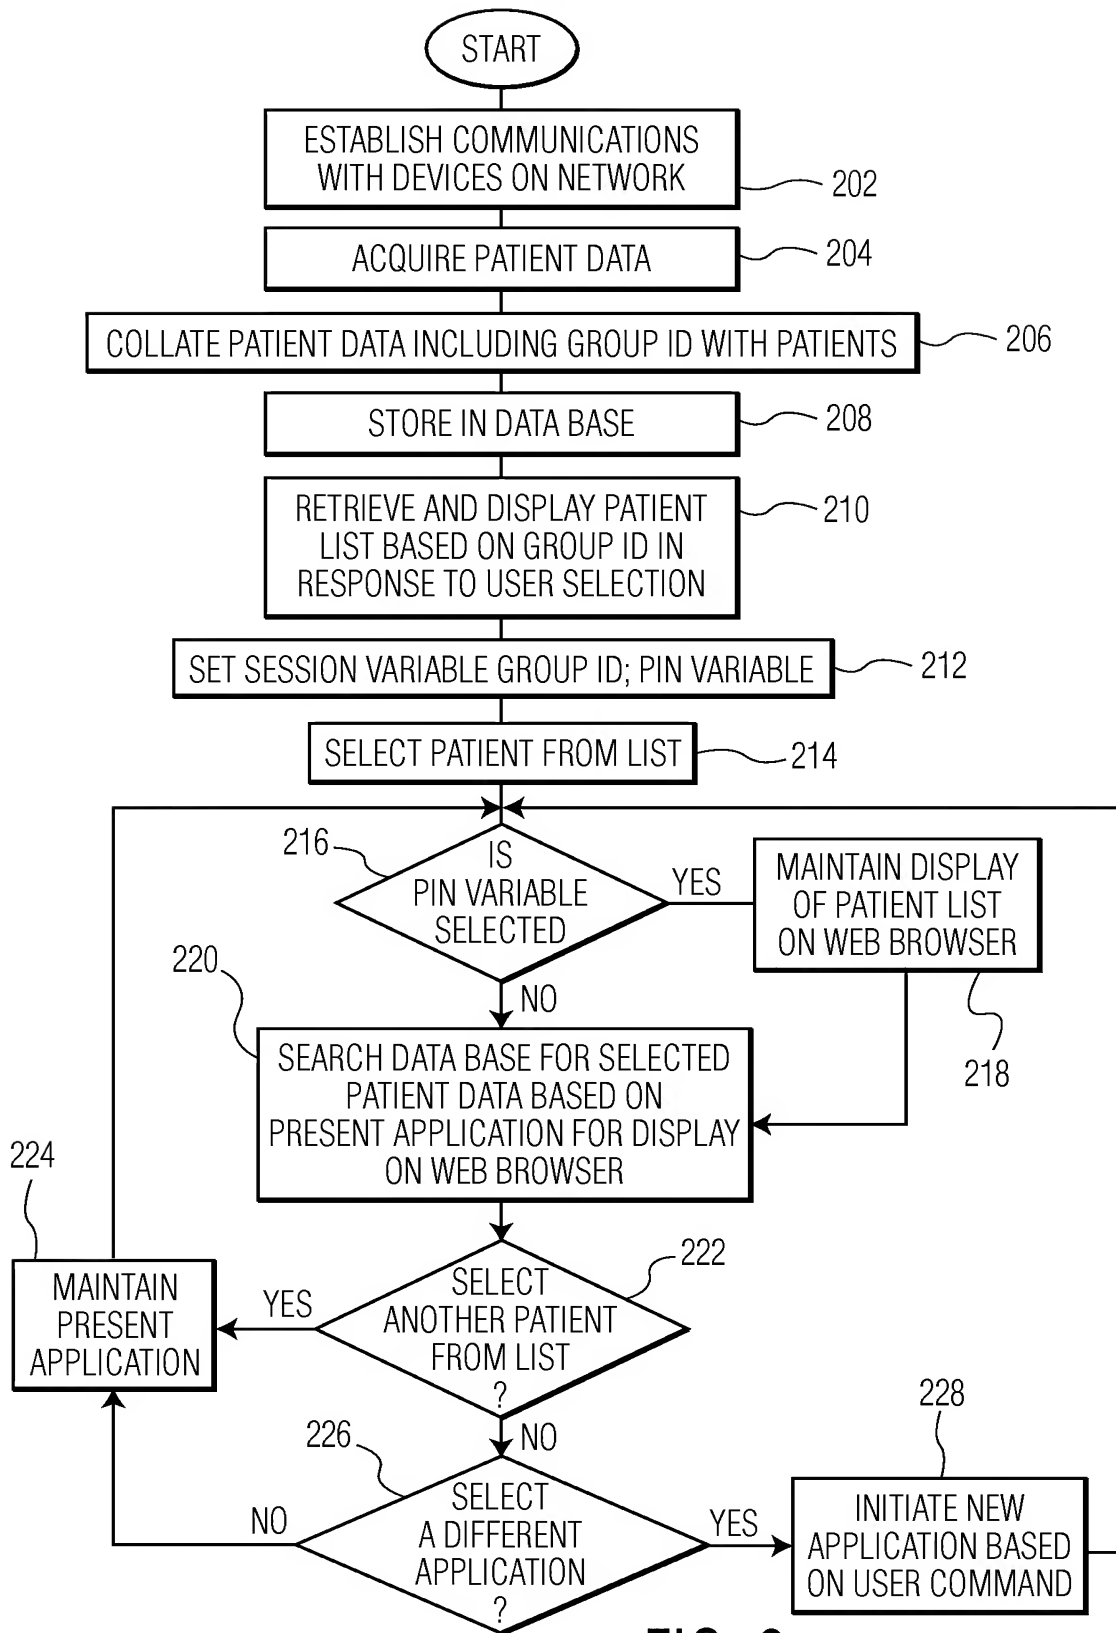 START
ESTABLISH COMMUNICATIONS
WITH DEVICES ON NETWORK
202
ACQUIRE PATIENT DATA
204
COLLATE PATIENT DATA INCLUDING GROUP ID WITH PATIENTS
206
STORE IN DATA BASE
208
RETRIEVE AND DISPLAY PATIENT
LIST BASED ON GROUP ID IN
RESPONSE TO USER SELECTION
210
SET SESSION VARIABLE GROUP ID; PIN VARIABLE
212
SELECT PATIENT FROM LIST
214
216
IS
PIN VARIABLE
SELECTED
YES
MAINTAIN DISPLAY
OF PATIENT LIST
ON WEB BROWSER
218
NO
220
SEARCH DATA BASE FOR SELECTED
PATIENT DATA BASED ON
PRESENT APPLICATION FOR DISPLAY
ON WEB BROWSER
222
SELECT
ANOTHER PATIENT
FROM LIST
?
YES
224
MAINTAIN
PRESENT
APPLICATION
NO
226
SELECT
A DIFFERENT
APPLICATION
?
NO
YES
228
INITIATE NEW
APPLICATION BASED
ON USER COMMAND